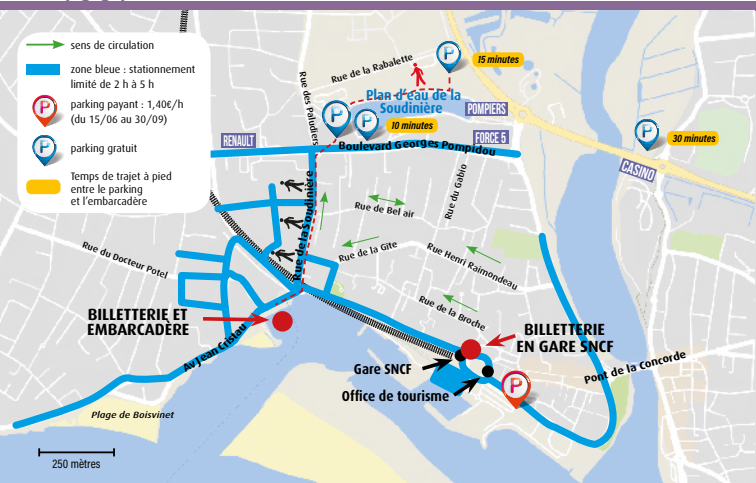 sens de circulation
zone bleue : stationnement
limité de 2 h à 5 h
parking payant : 1,40€/h
(du 15/06 au 30/09)
parking gratuit
Temps de trajet à pied
entre le parking
et l'embarcadère
P
P
P
P
P
P
P
P
15 minutes
Rue de la Rabalette
Rue des Paludiers
Plan d'eau de la
Soudinière
POMPIERS
10 minutes
RENAULT
FORCE 5
Boulevard Georges Pompidou
30 minutes
CASINO
Rue du Gabio
Rue de Bel air
Rue de la Soudinière
Rue de la Gîte
Rue Henri Raimondeau
Rue du Docteur Potel
Rue de la Broche
BILLETTERIE ET
EMBARCADÈRE
BILLETTERIE
EN GARE SNCF
Av Jean Cristau
Gare SNCF
Pont de la Concorde
Office de tourisme
Plage de Boisvinet
250 mètres